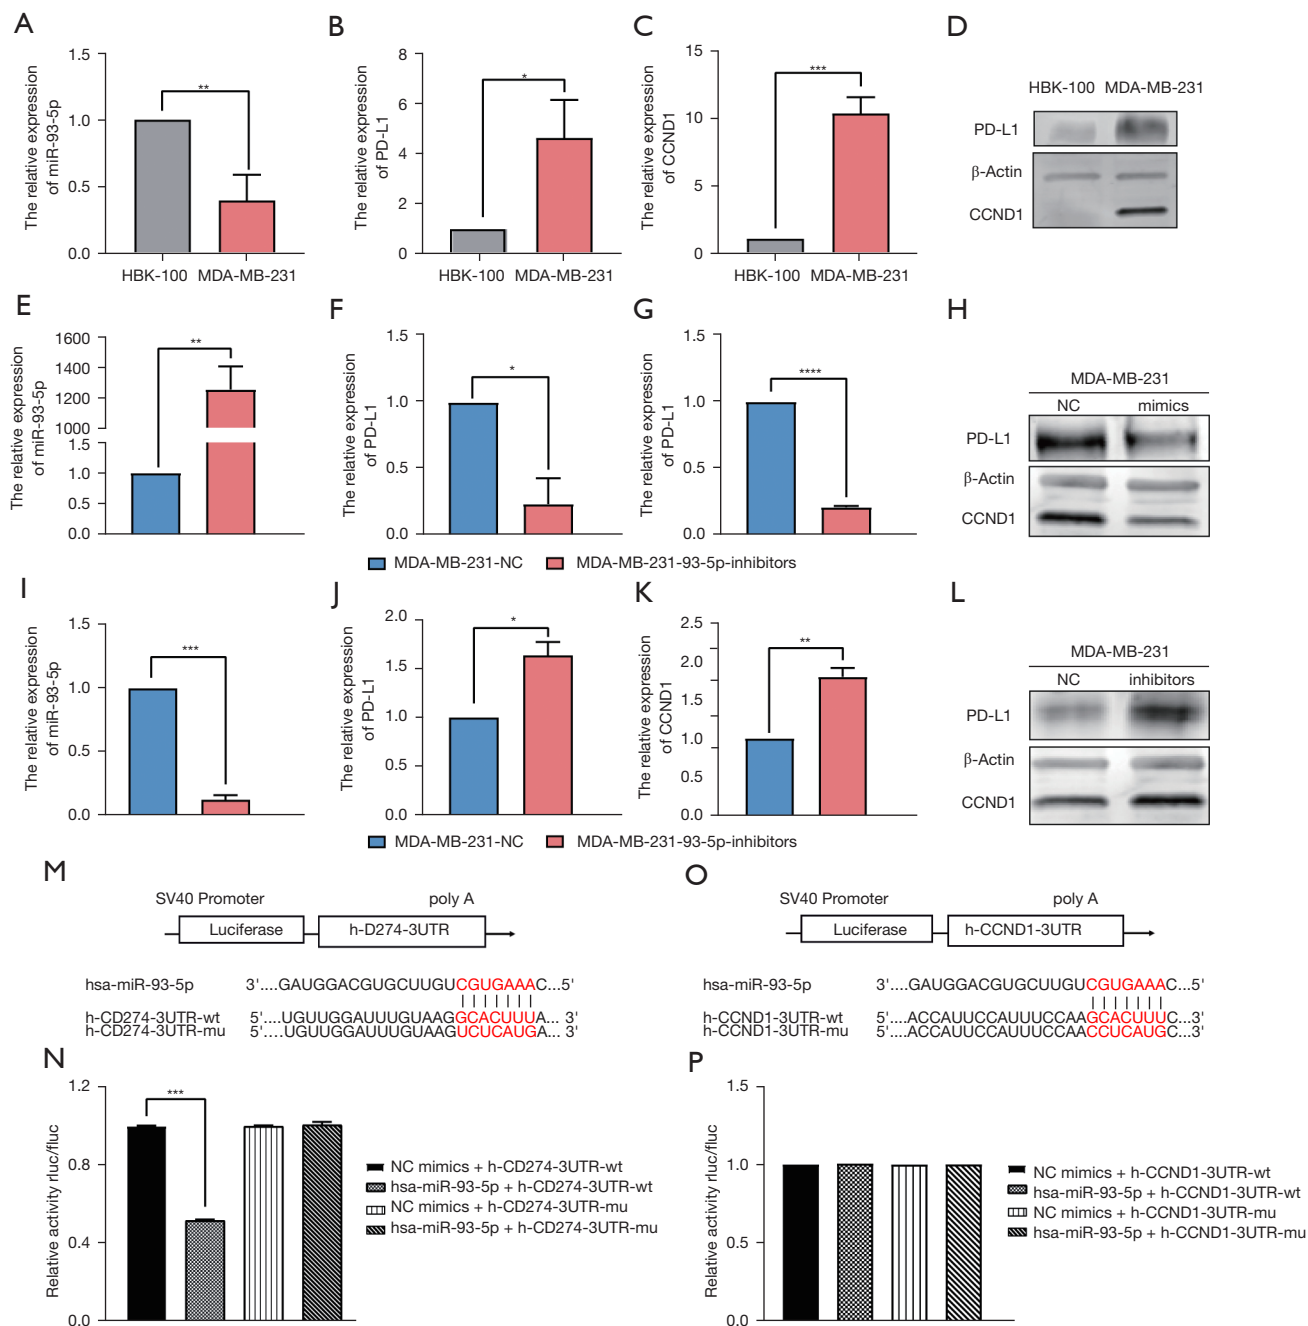 A
B
C
D
The relative expression
of miR-93-5p
1.5
1.0
0.5
0.0
**
HBK-100 MDA-MB-231
The relative expression
of PD-L1
8
6
4
2
0
*
HBK-100 MDA-MB-231
The relative expression
of CCND1
15
10
5
0
***
HBK-100 MDA-MB-231
HBK-100 MDA-MB-231
PD-L1
β-Actin
CCND1
E
F
G
H
The relative expression
of miR-93-5p
1600
1400
1200
1000
1.5
1.0
0.5
0.0
**
The relative expression
of PD-L1
1.5
1.0
0.5
0.0
*
The relative expression
of PD-L1
1.5
1.0
0.5
0.0
****
MDA-MB-231
NC mimics
PD-L1
β-Actin
CCND1
MDA-MB-231-NC MDA-MB-231-93-5p-inhibitors
I
J
K
L
The relative expression
of miR-93-5p
1.5
1.0
0.5
0.0
***
The relative expression
of PD-L1
2.0
1.5
1.0
0.5
0.0
*
The relative expression
of CCND1
2.5
2.0
1.5
1.0
0.5
0.0
**
MDA-MB-231
NC inhibitors
PD-L1
β-Actin
CCND1
MDA-MB-231-NC MDA-MB-231-93-5p-inhibitors
M
SV40 Promoter poly A
Luciferase h-D274-3UTR
hsa-miR-93-5p 3'....GAUGGACGUGCUUGUCGUGAAAC...5'
h-CD274-3UTR-wt 5'....UGUUGGAUUUGUAAGGCACUUUA... 3'
h-CD274-3UTR-mu 5'....UGUUGGAUUUGUAAGUCUCAUGA... 3'
O
SV40 Promoter poly A
Luciferase h-CCND1-3UTR
hsa-miR-93-5p 3'....GAUGGACGUGCUUGUCGUGAAAC...5'
h-CCND1-3UTR-wt 5'....ACCAUUCCAUUUCCAAGCACUUUC...3'
h-CCND1-3UTR-mu 5'....ACCAUUCCAUUUCCAACCUCAUGC...3'
N
Relative activity rluc/fluc
1.2
0.8
0.4
0.0
***
NC mimics + h-CD274-3UTR-wt
hsa-miR-93-5p + h-CD274-3UTR-wt
NC mimics + h-CD274-3UTR-mu
hsa-miR-93-5p + h-CD274-3UTR-mu
P
Relative activity rluc/fluc
1.5
1.0
0.5
0.0
NC mimics + h-CCND1-3UTR-wt
hsa-miR-93-5p + h-CCND1-3UTR-wt
NC mimics + h-CCND1-3UTR-mu
hsa-miR-93-5p + h-CCND1-3UTR-mu